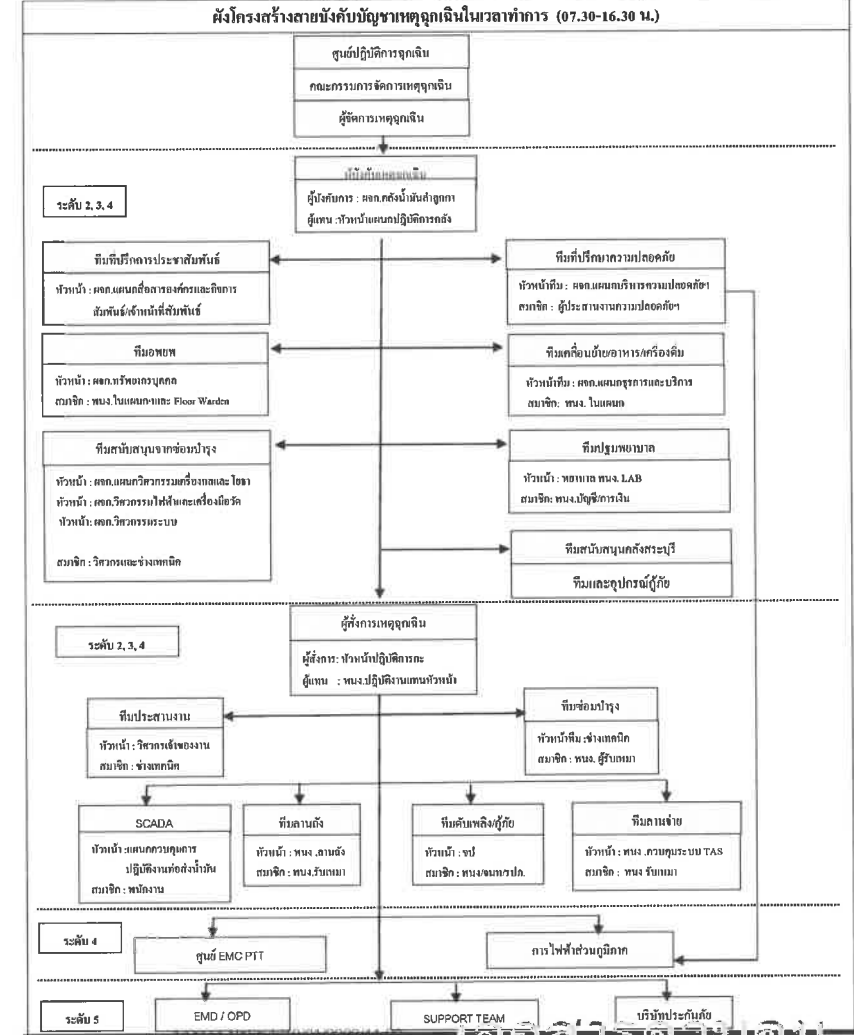 ผังโครงสร้างสายบังคับบัญชาเหตุฉุกเฉินในเวลาทำการ (07.30-16.30 น.)
ศูนย์ปฏิบัติการฉุกเฉิน
คณะกรรมการจัดการเหตุฉุกเฉิน
ผู้จัดการเหตุฉุกเฉิน
ผู้บังคับเหตุฉุกเฉิน
ระดับ 2, 3, 4
ผู้บังคับการ : ผจก.คลังน้ำมันลำลูกกา
ผู้แทน :หัวหน้าแผนกปฏิบัติการคลัง
ทีมที่ปรึกการประชาสัมพันธ์
หัวหน้า : ผจก.แผนกสื่อสารองค์กรและกิจการ
สัมพันธ์/เจ้าหน้าที่สัมพันธ์
ทีมที่ปรึกษาความปลอดภัย
หัวหน้าทีม : ผจก.แผนกบริหารความปลอดภัยฯ
สมาชิก : ผู้ประสานงานความปลอดภัยฯ
ทีมอพยพ
หัวหน้า : ผจก.ทรัพยากรบุคคล
สมาชิก : พนง.ในแผนกฯและ Floor Warden
ทีมเคลื่อนย้าย/อาหาร/เครื่องดื่ม
หัวหน้าทีม : ผจก.แผนกธุรการและบริการ
สมาชิก: พนง. ในแผนก
ทีมสนับสนุนจากซ่อมบำรุง
หัวหน้า : ผจก.แผนกวิศวกรรมเครื่องกลและโยธา
หัวหน้า : ผจก.วิศวกรรมไฟฟ้าและเครื่องมือวัด
หัวหน้า: ผจก.วิศวกรรมระบบ
สมาชิก : วิศวกรและช่างเทคนิค
ทีมปฐมพยาบาล
หัวหน้า : พยาบาล พนง. LAB
สมาชิก: พนง.บัญชี/การเงิน
ทีมสนับสนุนคลังสระบุรี
ทีมและอุปกรณ์กู้ภัย
ผู้สั่งการเหตุฉุกเฉิน
ระดับ 2, 3, 4
ผู้สั่งการ: หัวหน้าปฏิบัติการกะ
ผู้แทน : พนง.ปฏิบัติงานแทนหัวหน้า
ทีมประสานงาน
หัวหน้า : วิศวกรเจ้าของงาน
สมาชิก : ช่างเทคนิค
ทีมซ่อมบำรุง
หัวหน้าทีม :ช่างเทคนิค
สมาชิก : พนง. ผู้รับเหมา
SCADA
หัวหน้า :แผนกควบคุมการ
ปฏิบัติงานท่อส่งน้ำมัน
สมาชิก : พนักงาน
ทีมลานถัง
หัวหน้า : พนง .ลานถัง
สมาชิก : พนง.รับเหมา
ทีมดับเพลิง/กู้ภัย
หัวหน้า : จป
สมาชิก : พนง/จนท/รปภ.
ทีมลานจ่าย
หัวหน้า : พนง .ควบคุมระบบ TAS
สมาชิก : พนง รับเหมา
ระดับ 4
ศูนย์ EMC PTT
การไฟฟ้าส่วนภูมิภาค
ระดับ 5
EMD / OPD
SUPPORT TEAM
บริษัทประกันภัย